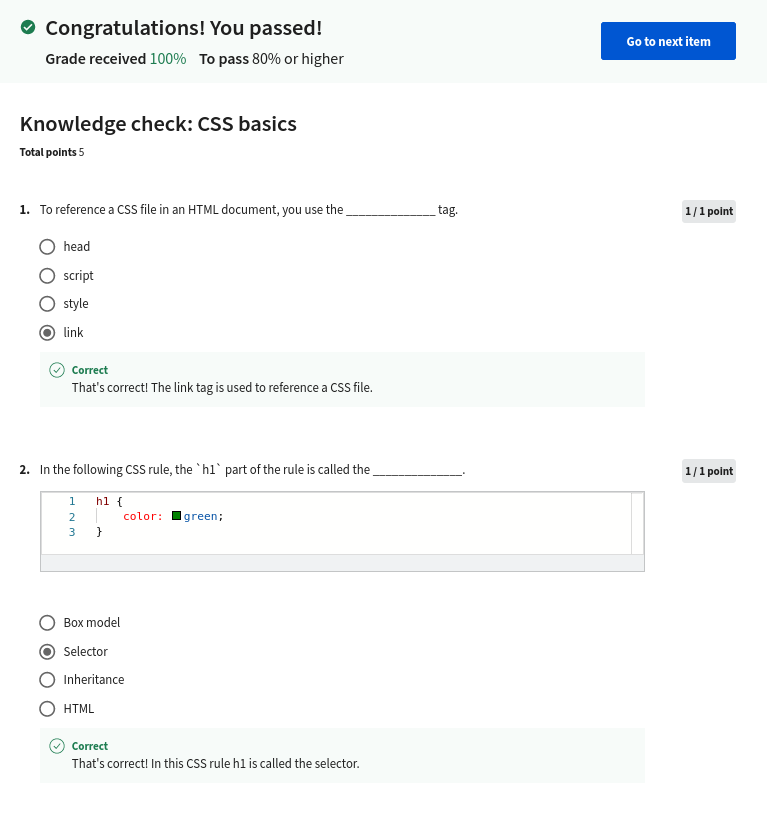 Congratulations! You passed!
Grade received 100% To pass 80% or higher
Go to next item
Knowledge check: CSS basics
Total points 5
1. To reference a CSS file in an HTML document, you use the ______________ tag.
1 / 1 point
head
script
style
link
Correct
That's correct! The link tag is used to reference a CSS file.
2. In the following CSS rule, the `h1` part of the rule is called the ______________.
1 / 1 point
1 h1 {
2 color: green;
3 }
Box model
Selector
Inheritance
HTML
Correct
That's correct! In this CSS rule h1 is called the selector.